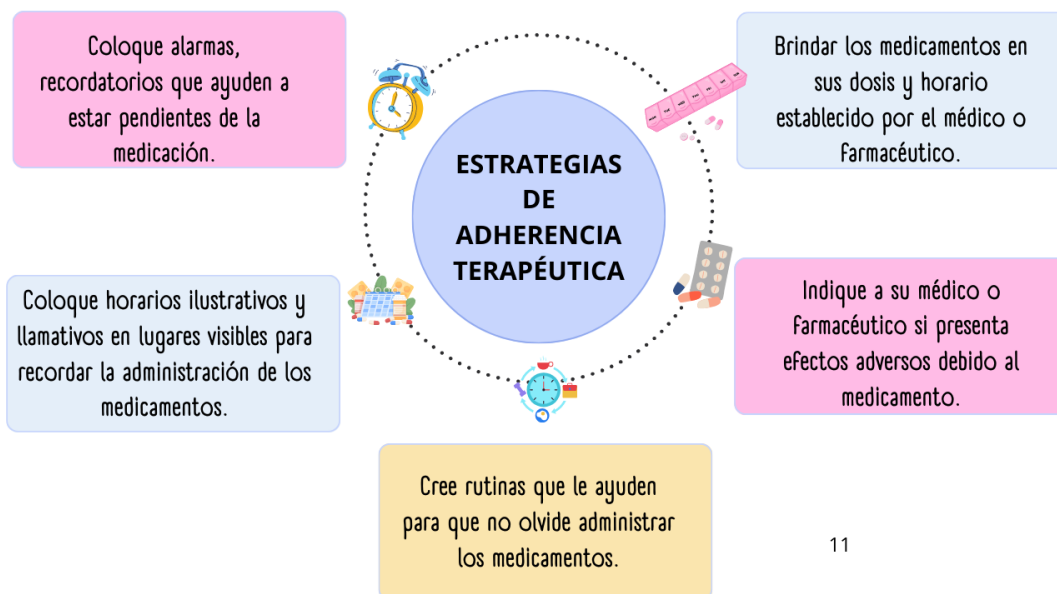 Coloque alarmas,
recordatorios que ayuden a
estar pendientes de la
medicación.
Brindar los medicamentos en
sus dosis y horario
establecido por el médico o
farmacéutico.
ESTRATEGIAS
DE
ADHERENCIA
TERAPÉUTICA
Coloque horarios ilustrativos y
llamativos en lugares visibles para
recordar la administración de los
medicamentos.
Indique a su médico o
farmacéutico si presenta
efectos adversos debido al
medicamento.
Cree rutinas que le ayuden
para que no olvide administrar
los medicamentos.
11